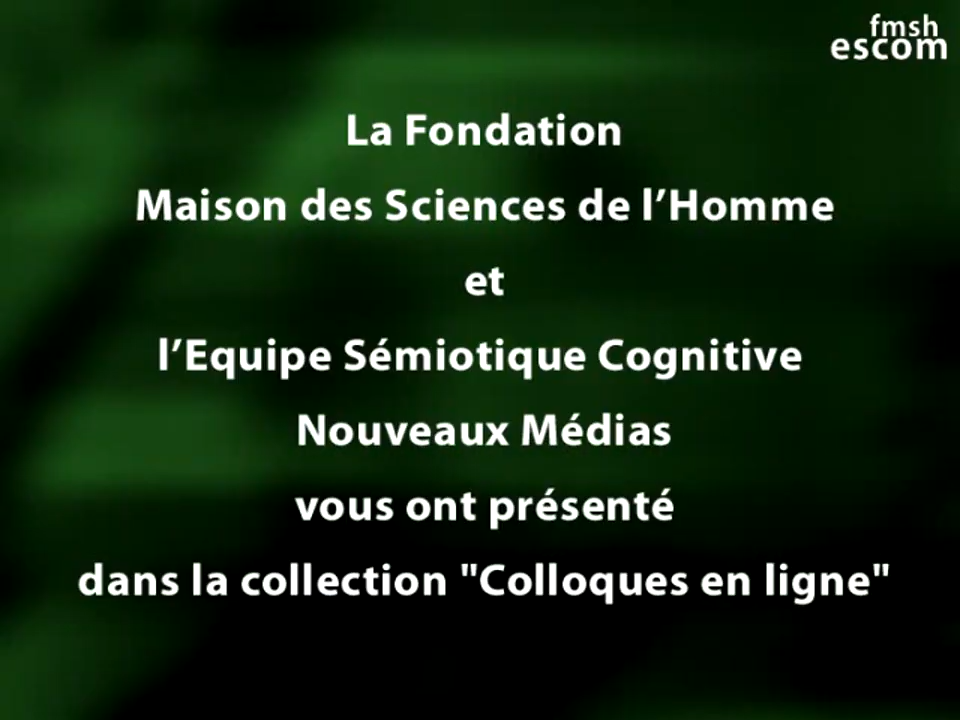 fmsh
escom
La Fondation
Maison des Sciences de l’Homme
et
l’Equipe Sémiotique Cognitive
Nouveaux Médias
vous ont présenté
dans la collection "Colloques en ligne"